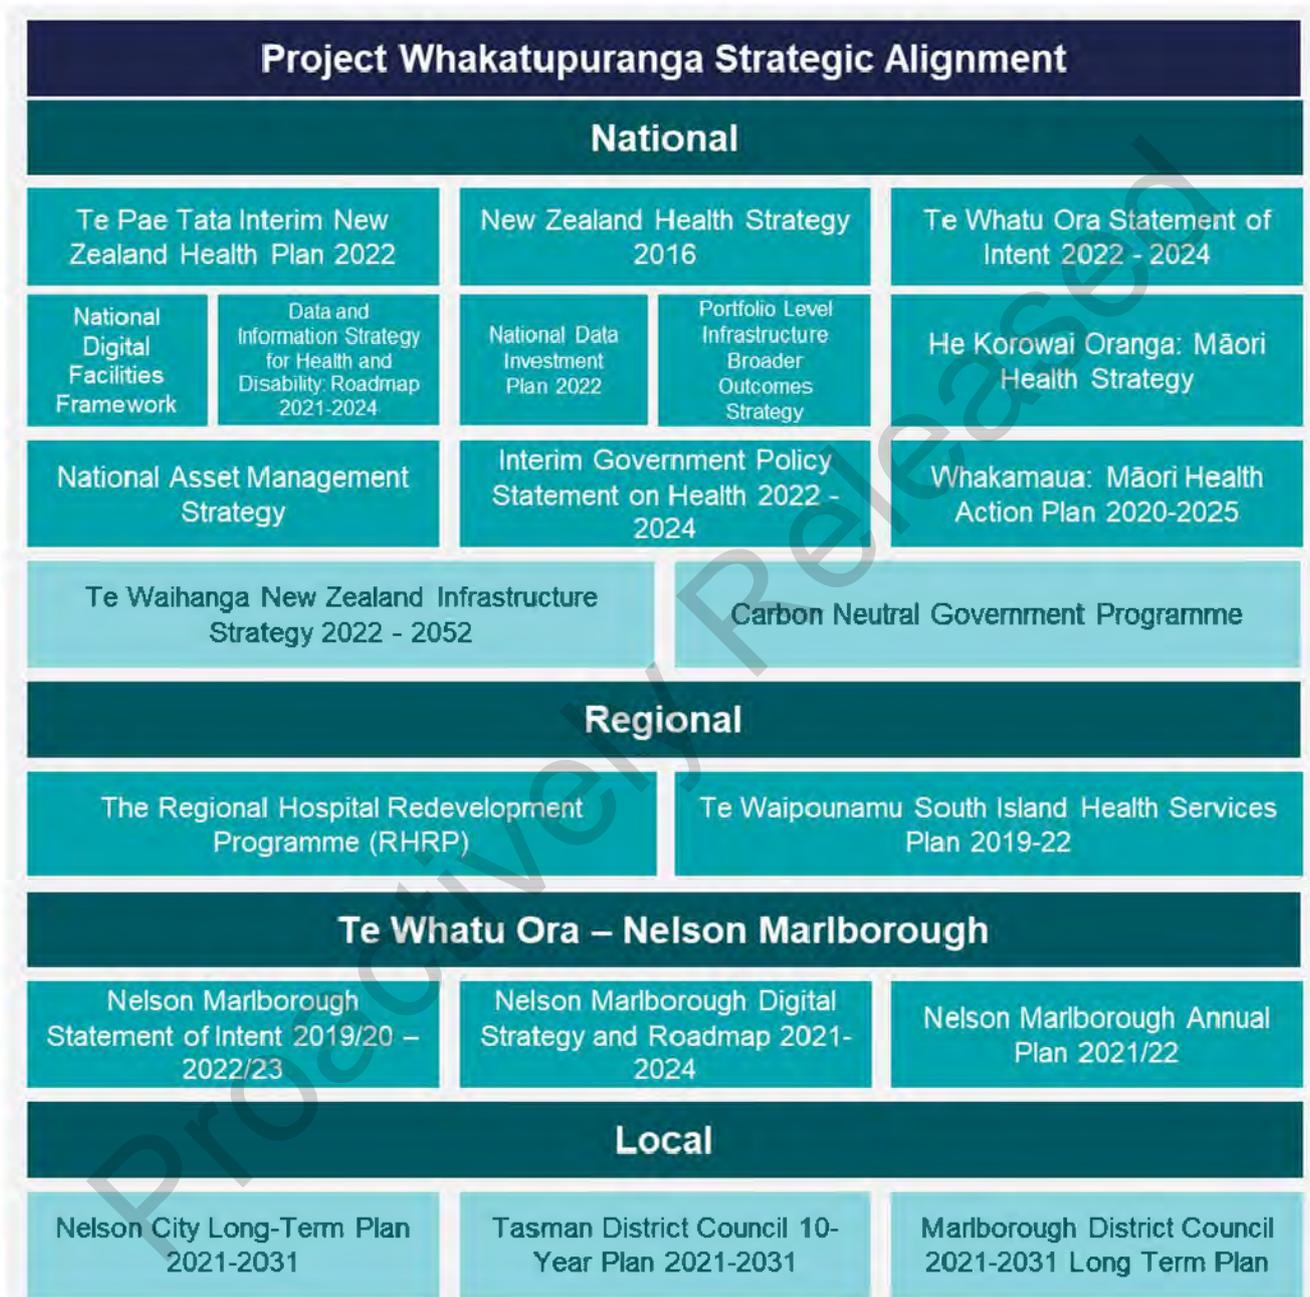 Project Whakatupuranga Strategic Alignment
National
Te Pae Tata Interim New
Zealand Health Plan 2022
New Zealand Health Strategy
2016
Te Whatu Ora Statement of
Intent 2022 - 2024
National
Digital
Facilities
Framework
Data and
Information Strategy
for Health and
Disability: Roadmap
2021-2024
National Data
Investment
Plan 2022
Portfolio Level
Infrastructure
Broader
Outcomes
Strategy
He Korowai Oranga: Māori
Health Strategy
National Asset Management
Strategy
Interim Government Policy
Statement on Health 2022 -
2024
Whakamaua: Māori Health
Action Plan 2020-2025
Te Waihanga New Zealand Infrastructure
Strategy 2022 - 2052
Carbon Neutral Government Programme
Regional
The Regional Hospital Redevelopment
Programme (RHRP)
Te Waipounamu South Island Health Services
Plan 2019-22
Te Whatu Ora – Nelson Marlborough
Nelson Marlborough
Statement of Intent 2019/20 –
2022/23
Nelson Marlborough Digital
Strategy and Roadmap 2021-
2024
Nelson Marlborough Annual
Plan 2021/22
Local
Nelson City Long-Term Plan
2021-2031
Tasman District Council 10-
Year Plan 2021-2031
Marlborough District Council
2021-2031 Long Term Plan
Proactively Released